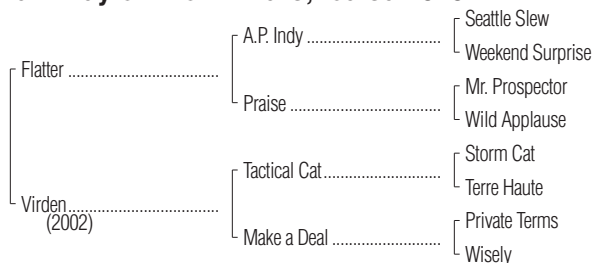 Seattle Slew
A.P. Indy
Weekend Surprise
Flatter
Mr. Prospector
Praise
Wild Applause
Storm Cat
Tactical Cat
Terre Haute
Virden
(2002)
Private Terms
Make a Deal
Wisely